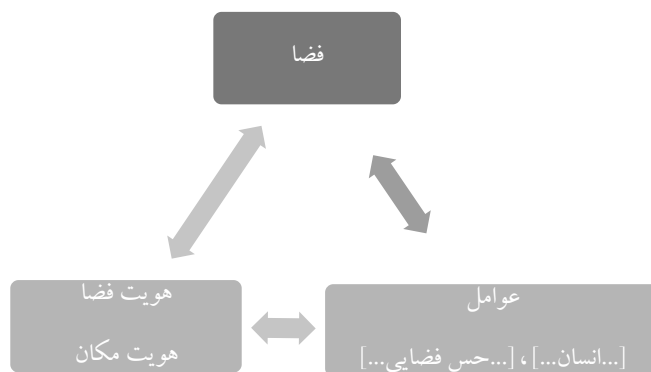 فضا
هویت فضا
هویت مکان
عوامل
[...انسان...] ، [...حس فضایی...]